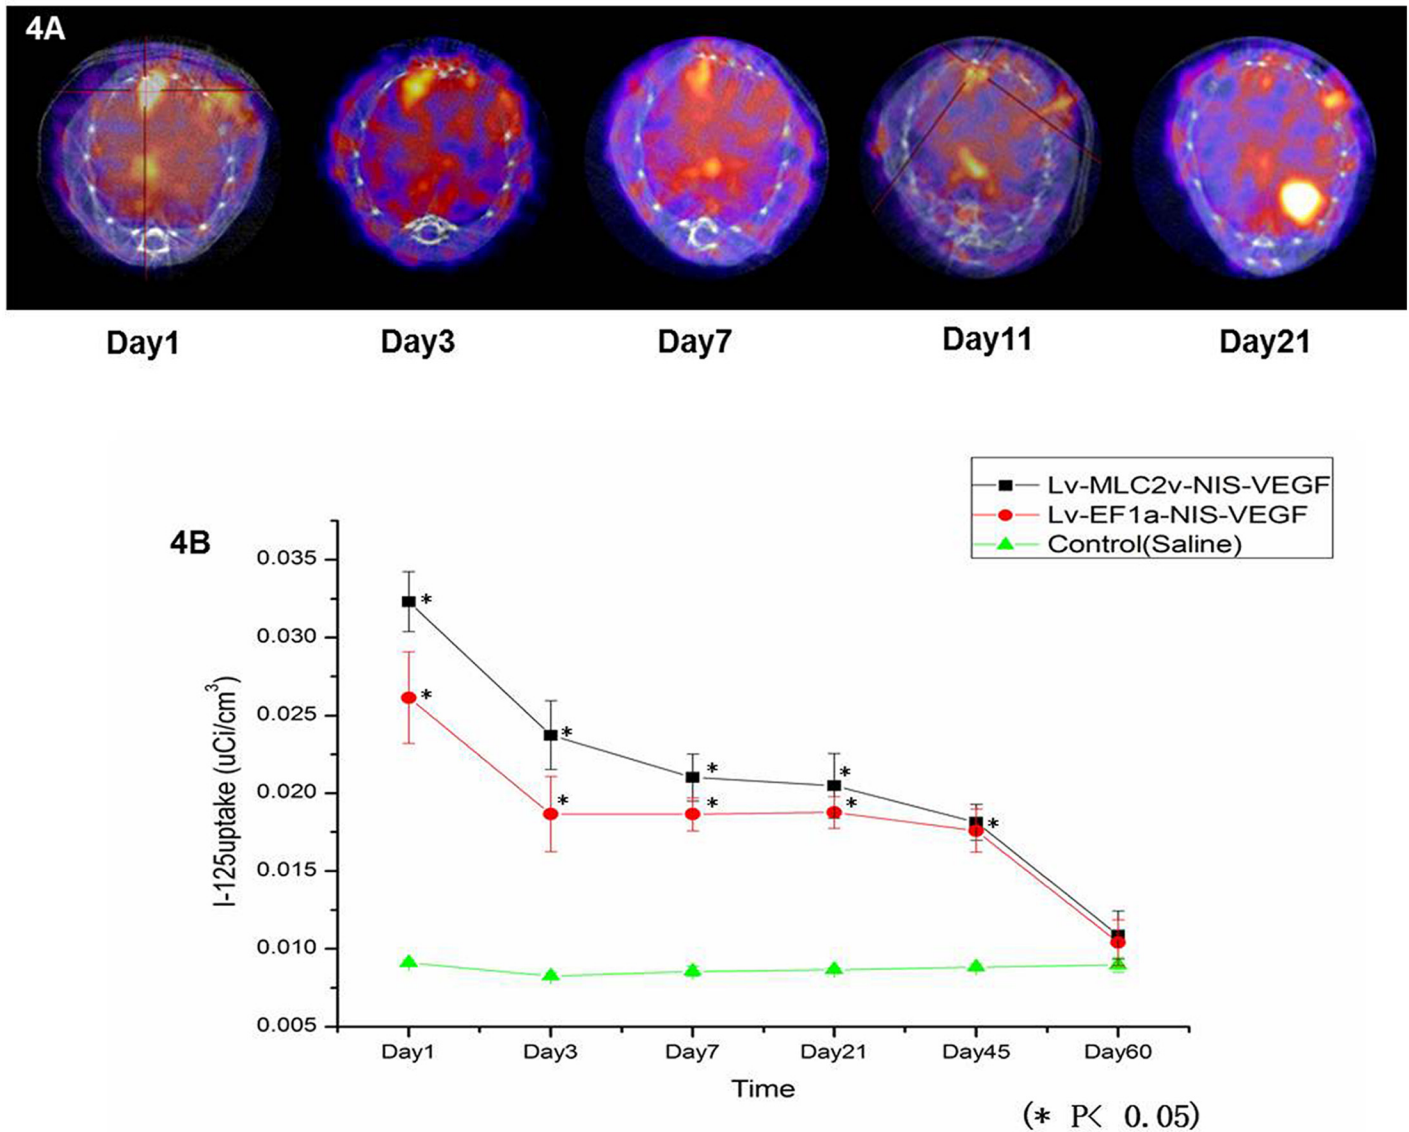 4A
Day1 Day3 Day7 Day11 Day21
Lv-MLC2v-NIS-VEGF
Lv-EF1a-NIS-VEGF
Control(Saline)
4B
0.035
0.030
0.025
0.020
0.015
0.010
0.005
I-125uptake (uCi/cm³)
*
*
*
*
*
*
*
*
*
Day1 Day3 Day7 Day21 Day45 Day60
Time
(* P< 0.05)